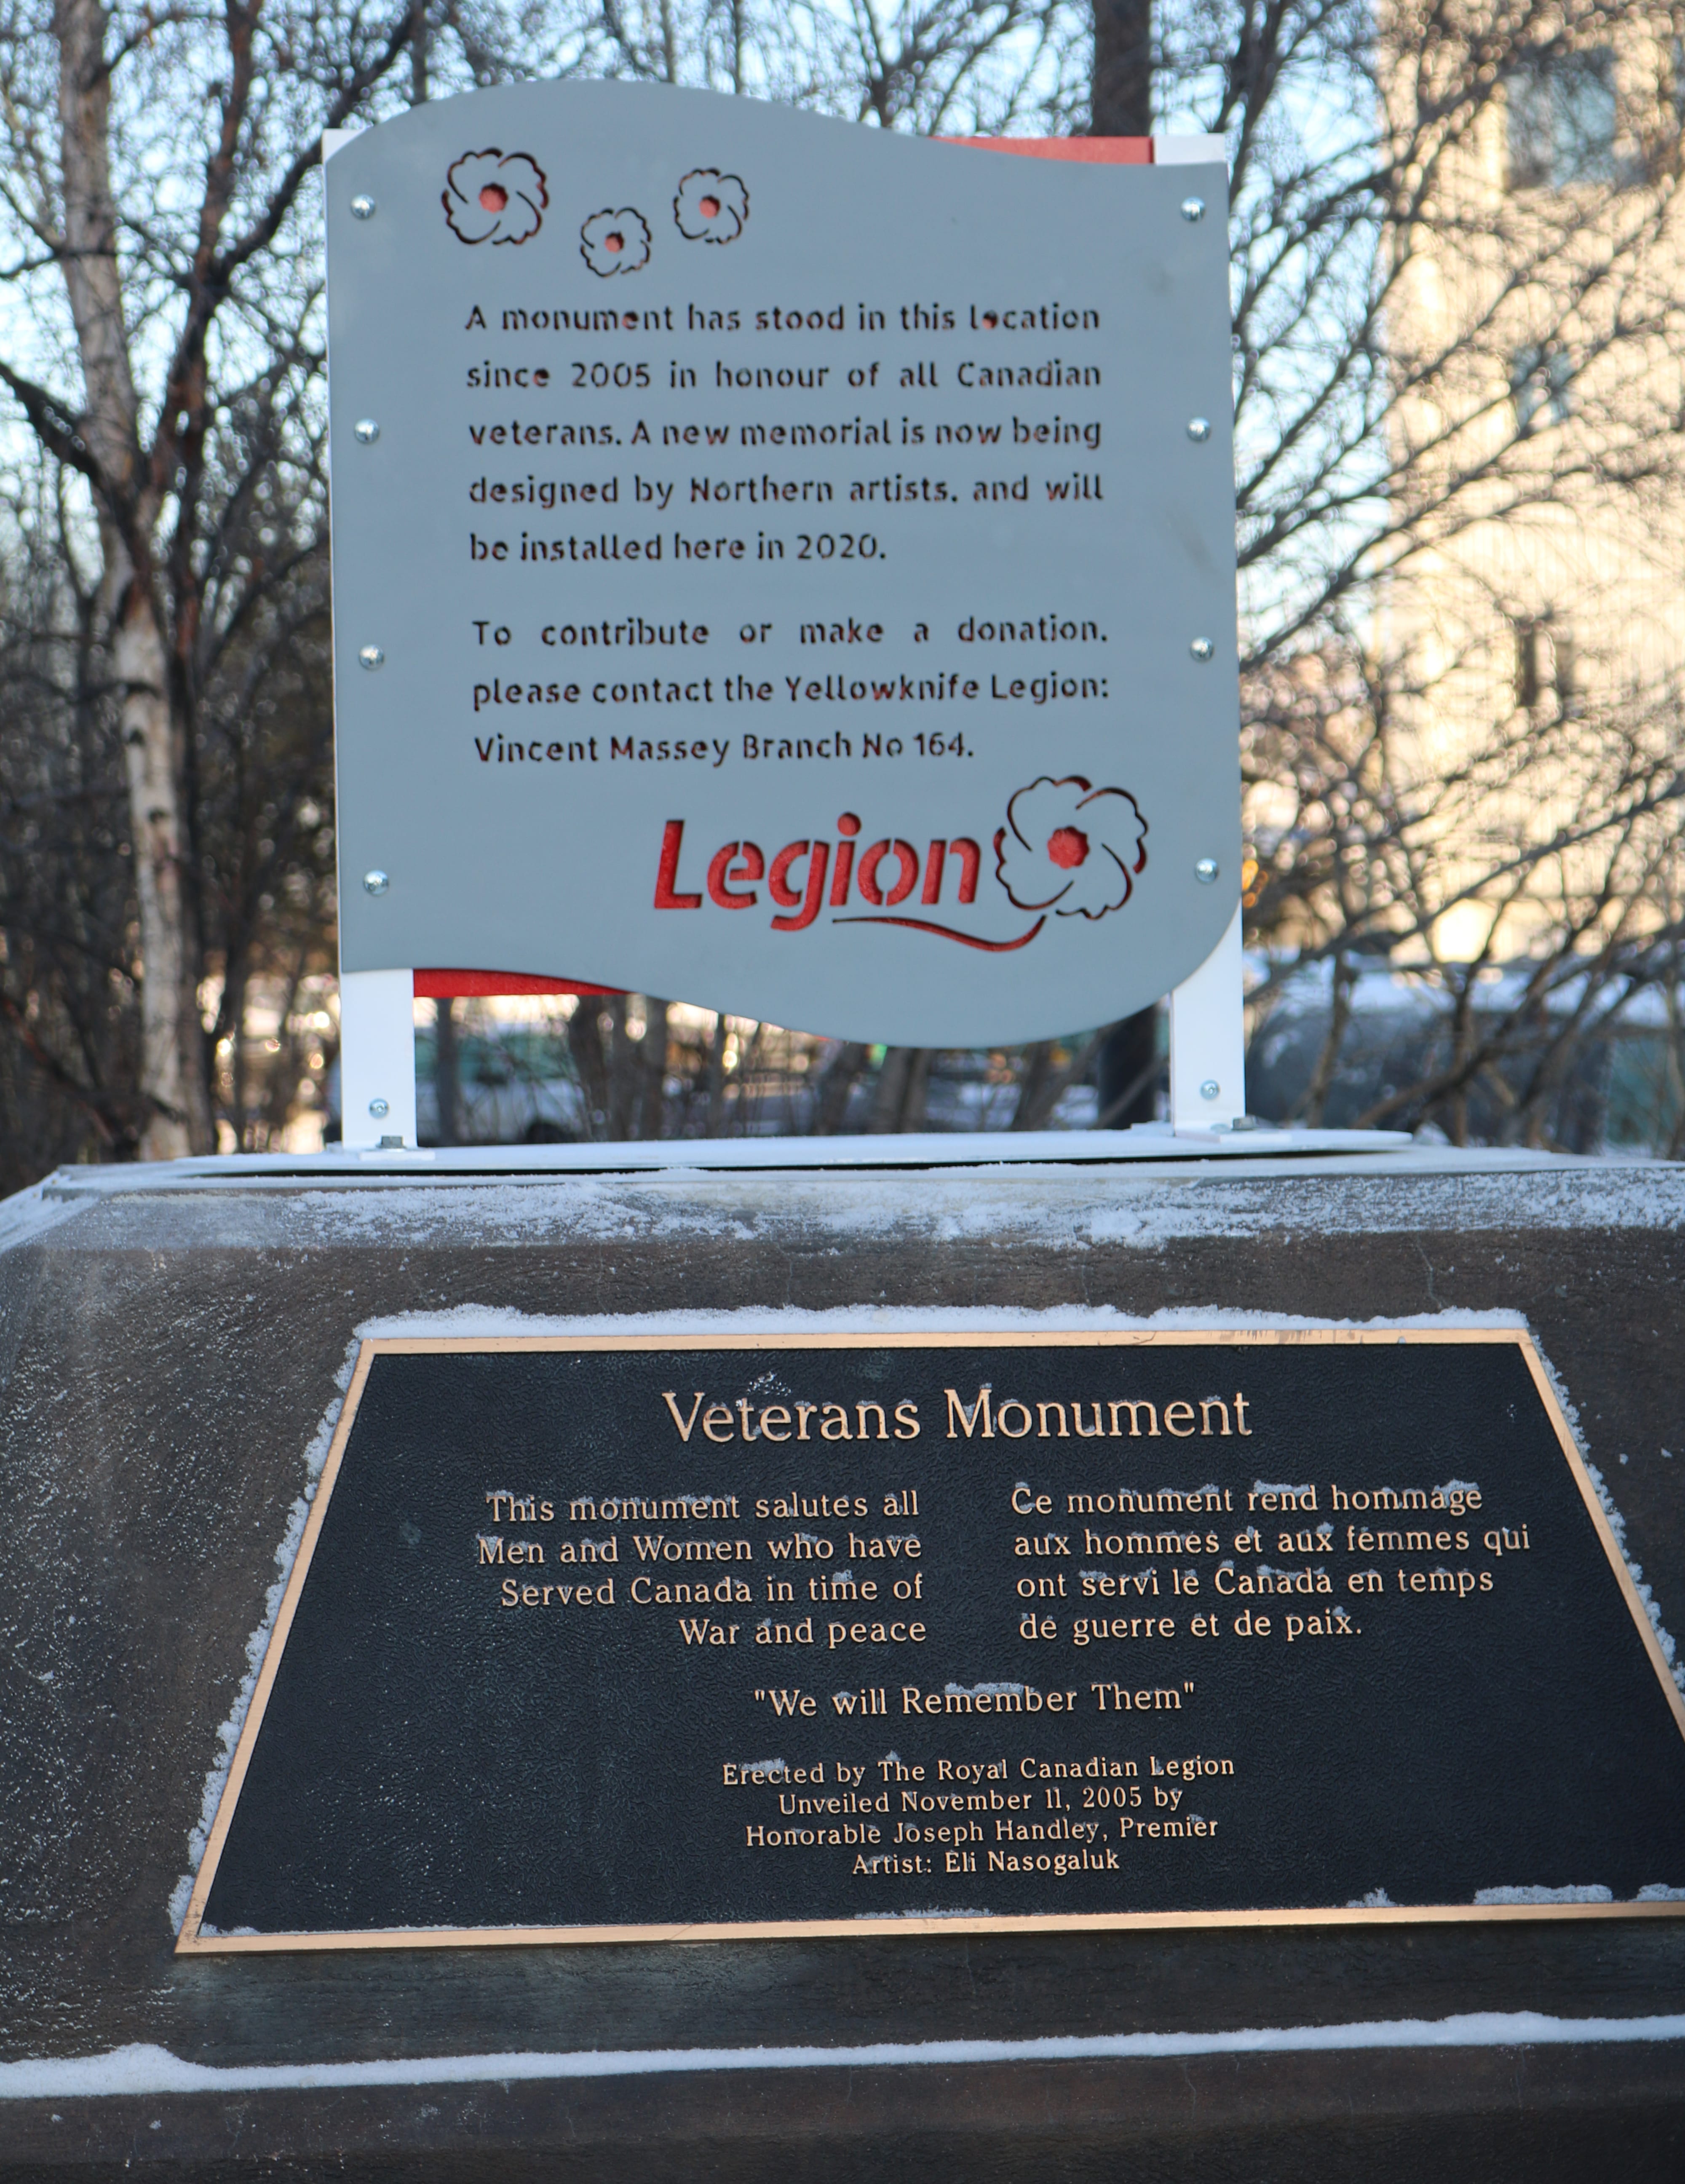 A monument has stood in this location
since 2005 in honour of all Canadian
veterans. A new memorial is now being
designed by Northern artists, and will
be installed here in 2020.
To contribute or make a donation,
please contact the Yellowknife Legion:
Vincent Massey Branch No 164.
Legion
Veterans Monument
This monument salutes all
Men and Women who have
Served Canada in time of
War and peace
Ce monument rend hommage
aux hommes et aux femmes qui
ont servi le Canada en temps
de guerre et de paix.
"We will Remember Them"
Erected by The Royal Canadian Legion
Unveiled November 11, 2005 by
Honorable Joseph Handley, Premier
Artist: Eli Nasogaluk